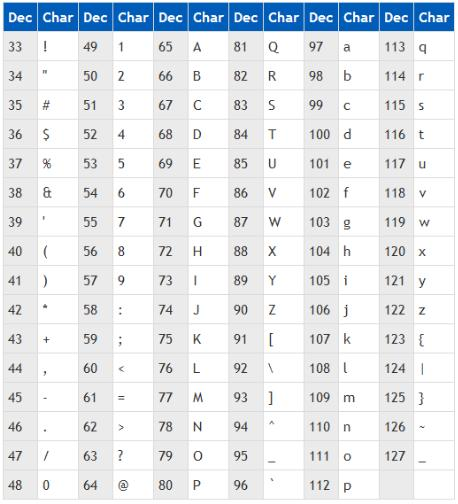 Dec Char Dec Char Dec Char Dec Char Dec Char Dec Char
33 ! 49 1 65 A 81 Q 97 a 113 q
34 " 50 2 66 B 82 R 98 b 114 r
35 # 51 3 67 C 83 S 99 c 115 s
36 $ 52 4 68 D 84 T 100 d 116 t
37 % 53 5 69 E 85 U 101 e 117 u
38 & 54 6 70 F 86 V 102 f 118 v
39 ' 55 7 71 G 87 W 103 g 119 w
40 ( 56 8 72 H 88 X 104 h 120 x
41 ) 57 9 73 I 89 Y 105 i 121 y
42 * 58 : 74 J 90 Z 106 j 122 z
43 + 59 ; 75 K 91 [ 107 k 123 {
44 , 60 < 76 L 92 \ 108 l 124 |
45 - 61 = 77 M 93 ] 109 m 125 }
46 . 62 > 78 N 94 ^ 110 n 126 ~
47 / 63 ? 79 O 95 _ 111 o 127 _
48 0 64 @ 80 P 96 ` 112 p